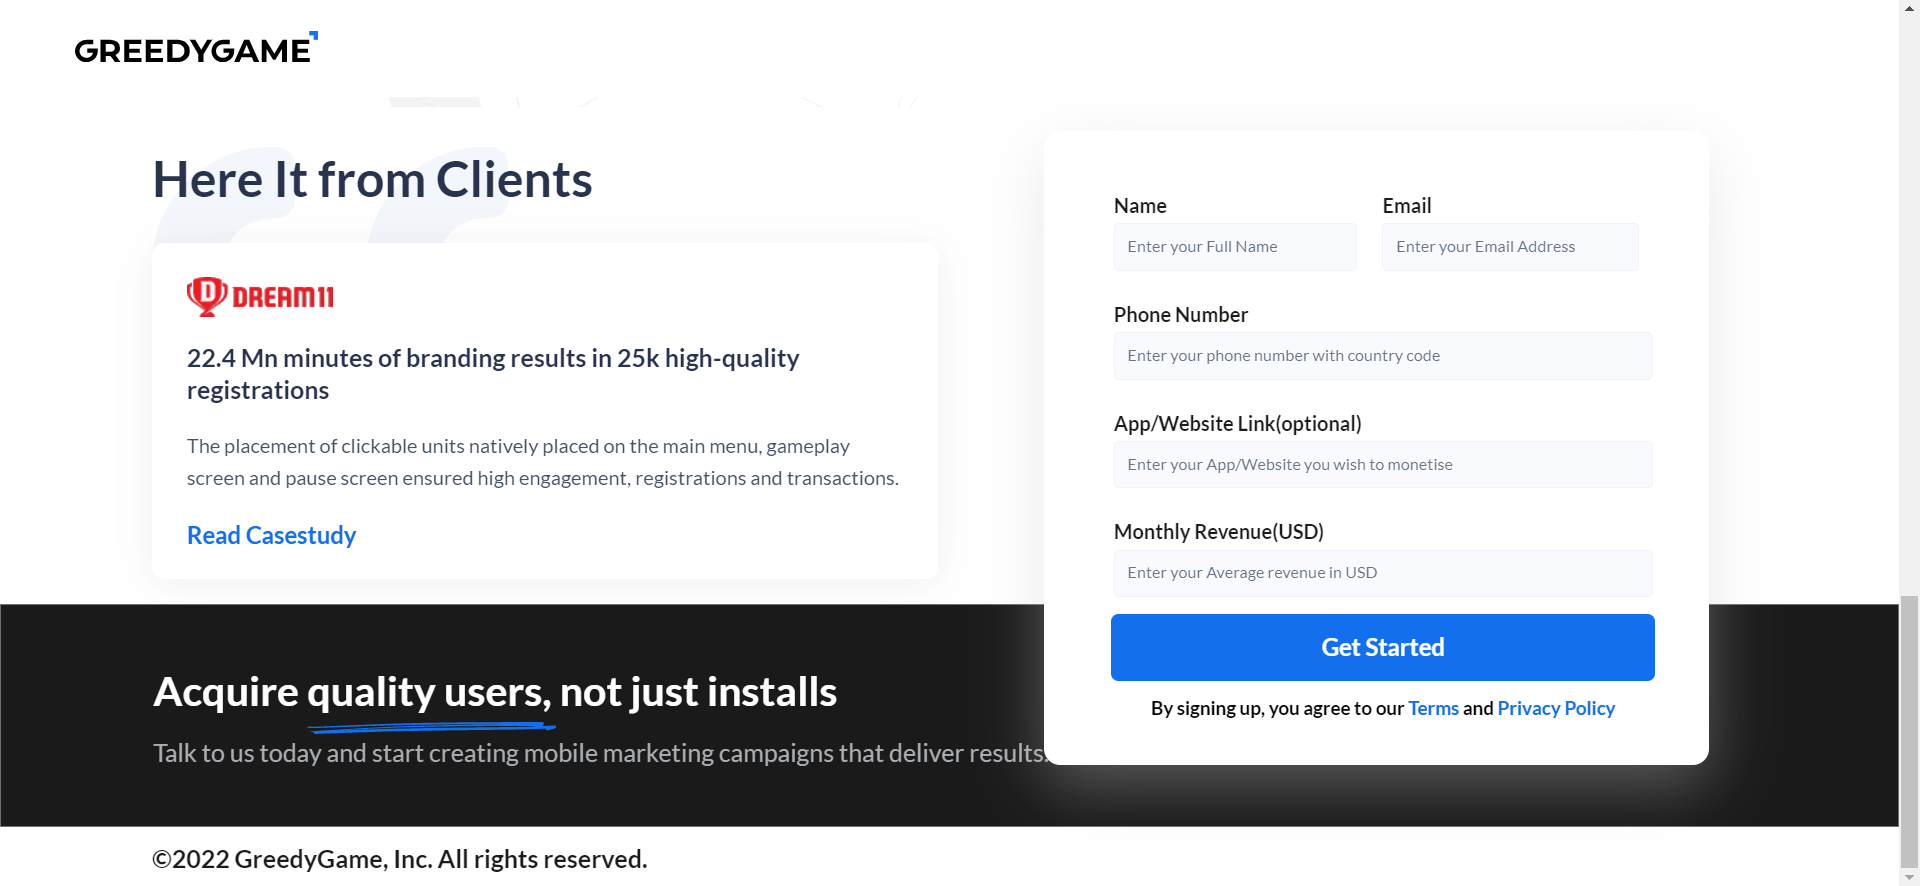 GREEDYGAME
Here It from Clients
DREAM11
22.4 Mn minutes of branding results in 25k high-quality
registrations
The placement of clickable units natively placed on the main menu, gameplay
screen and pause screen ensured high engagement, registrations and transactions.
Read Casestudy
Name
Email
Enter your Full Name
Enter your Email Address
Phone Number
Enter your phone number with country code
App/Website Link(optional)
Enter your App/Website you wish to monetise
Monthly Revenue(USD)
Enter your Average revenue in USD
Get Started
By signing up, you agree to our Terms and Privacy Policy
Acquire quality users, not just installs
Talk to us today and start creating mobile marketing campaigns that deliver results.
©2022 GreedyGame, Inc. All rights reserved.